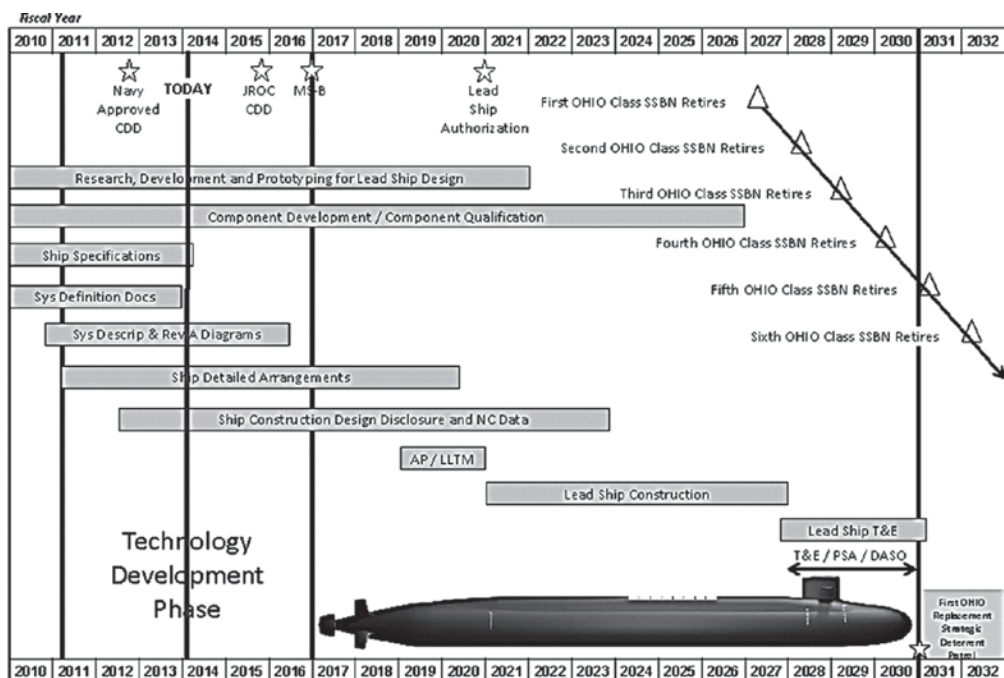 Fiscal Year
2010 2011 2012 2013 2014 2015 2016 2017 2018 2019 2020 2021 2022 2023 2024 2025 2026 2027 2028 2029 2030 2031 2032
Navy
Approved
CDD
TODAY
JROC
CDD
MS-B
Lead
Ship
Authorization
First OHIO Class SSBN Retires
Second OHIO Class SSBN Retires
Third OHIO Class SSBN Retires
Fourth OHIO Class SSBN Retires
Fifth OHIO Class SSBN Retires
Sixth OHIO Class SSBN Retires
Research, Development and Prototyping for Lead Ship Design
Component Development / Component Qualification
Ship Specifications
Sys Definition Docs
Sys Descrip & Rev A Diagrams
Ship Detailed Arrangements
Ship Construction Design Disclosure and NC Data
AP / LLTM
Lead Ship Construction
Lead Ship T&E
T&E / PSA / DASO
Technology
Development
Phase
First OHIO
Replacement
Strategic
Deterrent
Patrol
2010 2011 2012 2013 2014 2015 2016 2017 2018 2019 2020 2021 2022 2023 2024 2025 2026 2027 2028 2029 2030 2031 2032